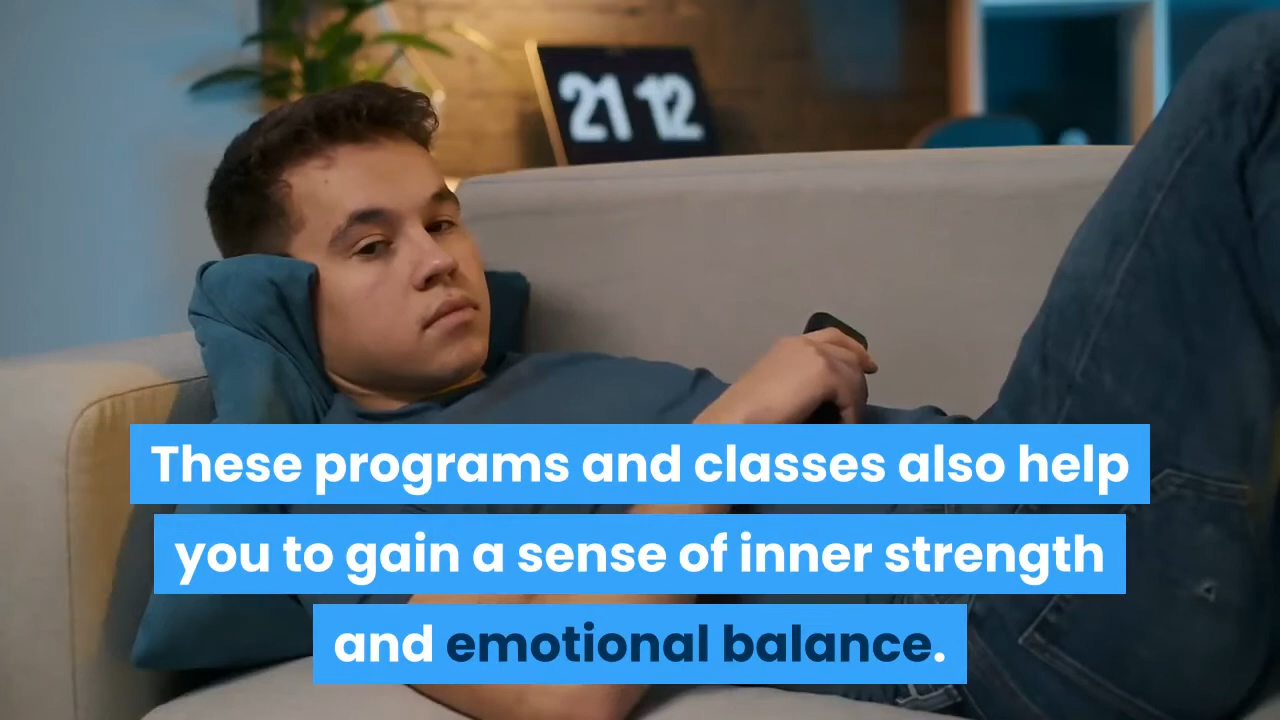 21 12
These programs and classes also help
you to gain a sense of inner strength
and emotional balance.